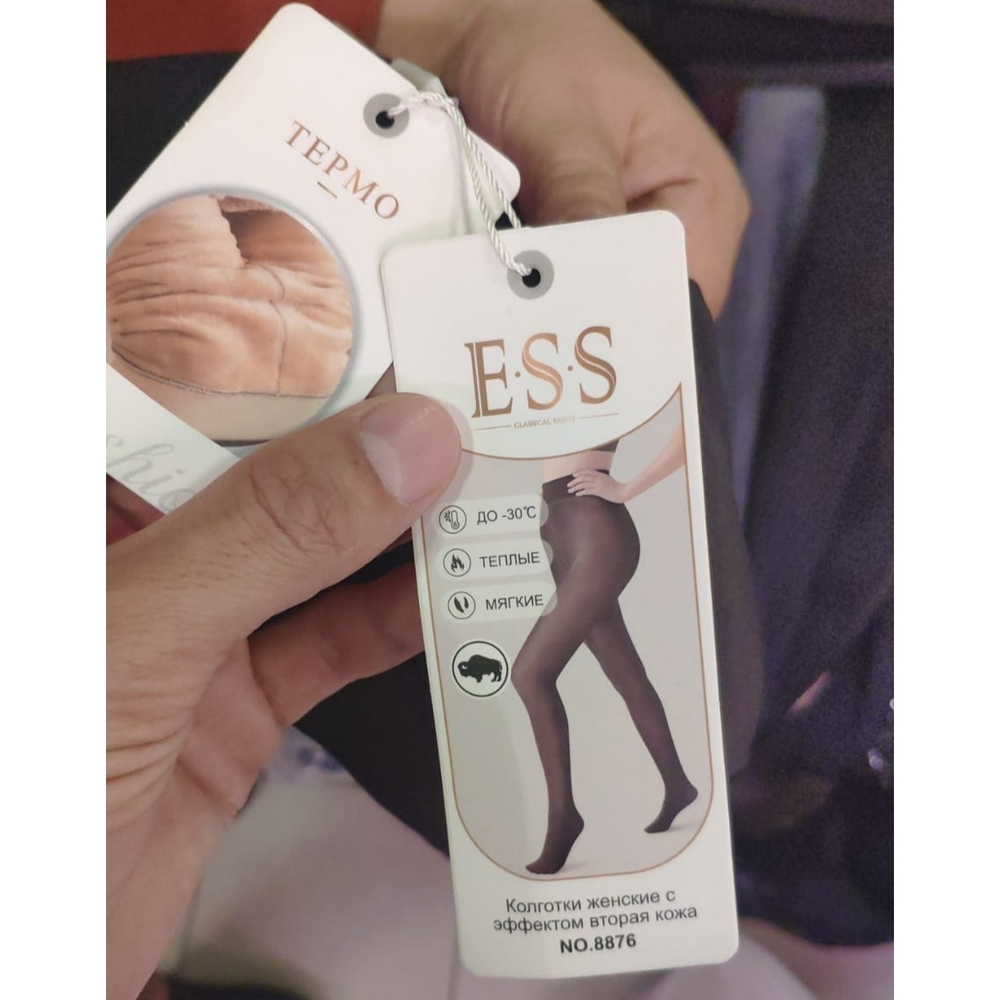 ТЕРМО
E·S·S
CLASSICAL PANTS
ДО -30℃
ТЕПЛЫЕ
МЯГКИЕ
Колготки женские с
эффектом вторая кожа
NO.8876